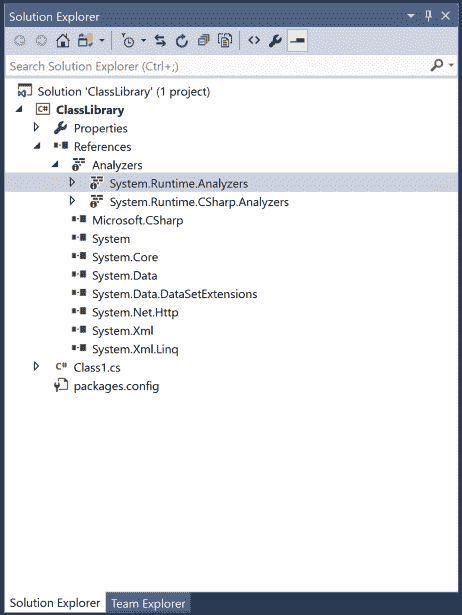 Solution Explorer
Search Solution Explorer (Ctrl+;)
Solution 'ClassLibrary' (1 project)
C# ClassLibrary
Properties
References
Analyzers
System.Runtime.Analyzers
System.Runtime.CSharp.Analyzers
Microsoft.CSharp
System
System.Core
System.Data
System.Data.DataSetExtensions
System.Net.Http
System.Xml
System.Xml.Linq
C# Class1.cs
packages.config
Solution Explorer Team Explorer